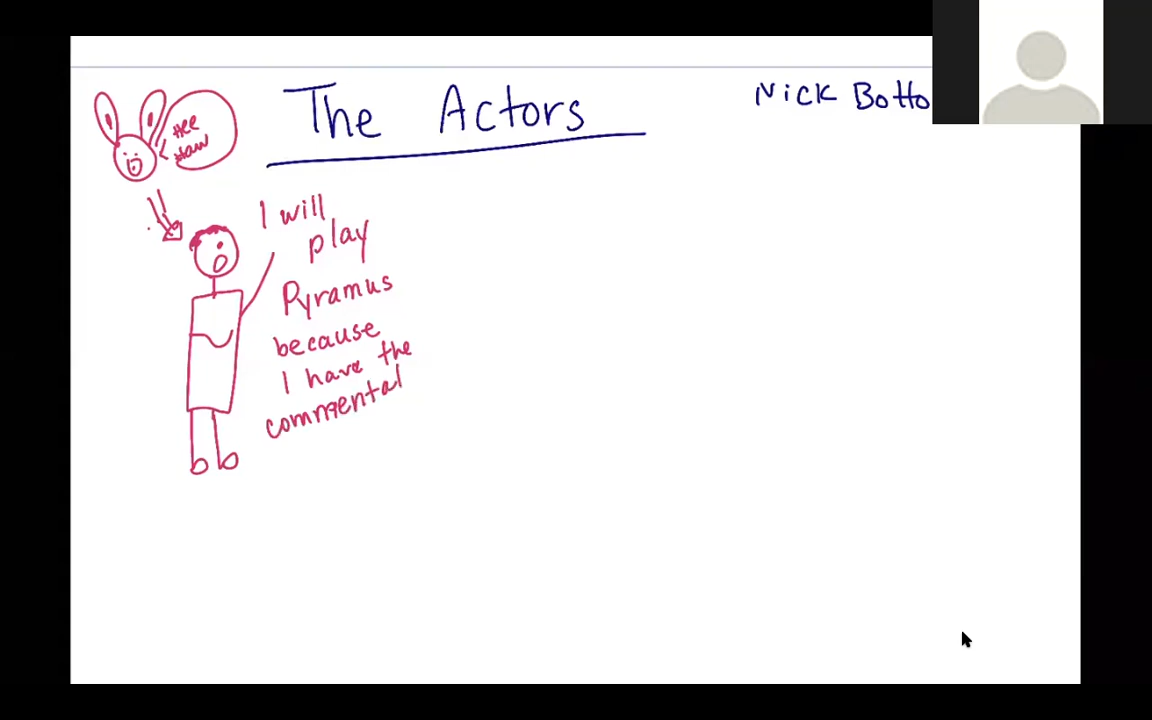 The Actors
Nick Botto
Hee
Haw
I will
play
Pyramus
because
I have the
commental